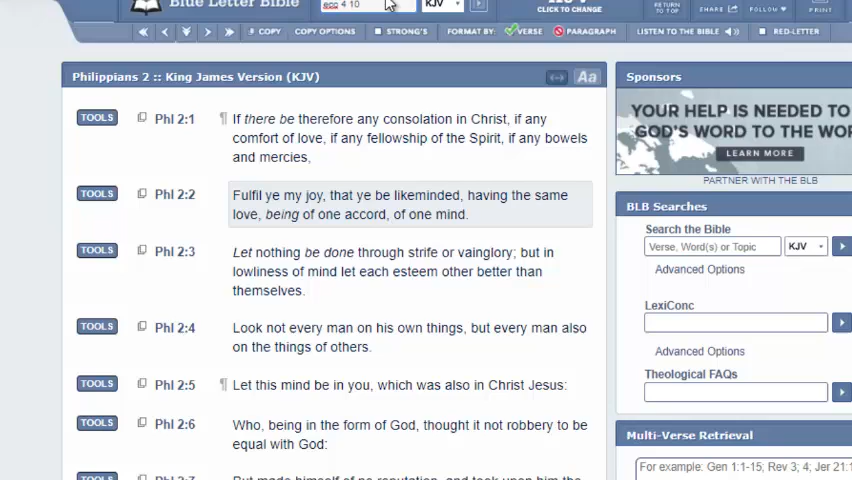 Blue Letter Bible
ecc 4 10
KJV
CLICK TO CHANGE
RETURN
TO TOP
SHARE
FOLLOW
PRINT
COPY
COPY OPTIONS
STRONG'S
FORMAT BY:
VERSE
PARAGRAPH
LISTEN TO THE BIBLE
RED-LETTER
Philippians 2 :: King James Version (KJV)
Aa
TOOLS Phl 2:1 ¶ If there be therefore any consolation in Christ, if any
comfort of love, if any fellowship of the Spirit, if any bowels
and mercies,
TOOLS Phl 2:2 Fulfil ye my joy, that ye be likeminded, having the same
love, being of one accord, of one mind.
TOOLS Phl 2:3 Let nothing be done through strife or vainglory; but in
lowliness of mind let each esteem other better than
themselves.
TOOLS Phl 2:4 Look not every man on his own things, but every man also
on the things of others.
TOOLS Phl 2:5 ¶ Let this mind be in you, which was also in Christ Jesus:
TOOLS Phl 2:6 Who, being in the form of God, thought it not robbery to be
equal with God:
Sponsors
YOUR HELP IS NEEDED TO
GOD'S WORD TO THE WOR
LEARN MORE
PARTNER WITH THE BLB
BLB Searches
Search the Bible
Verse, Word(s) or Topic KJV
Advanced Options
LexiConc
Advanced Options
Theological FAQs
Multi-Verse Retrieval
For example: Gen 1:1-15; Rev 3; 4; Jer 21:1